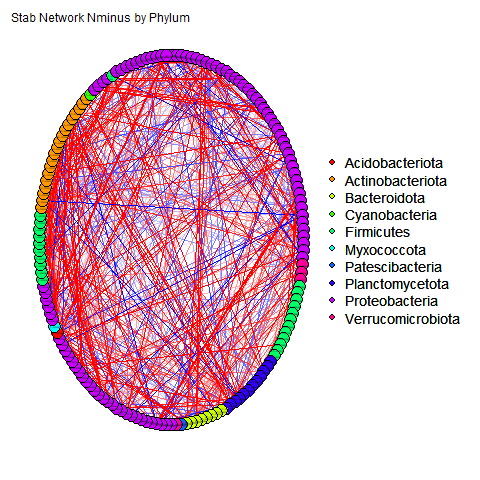 Stab Network Nminus by Phylum
Acidobacteriota
Actinobacteriota
Bacteroidota
Cyanobacteria
Firmicutes
Myxococcota
Patescibacteria
Planctomycetota
Proteobacteria
Verrucomicrobiota